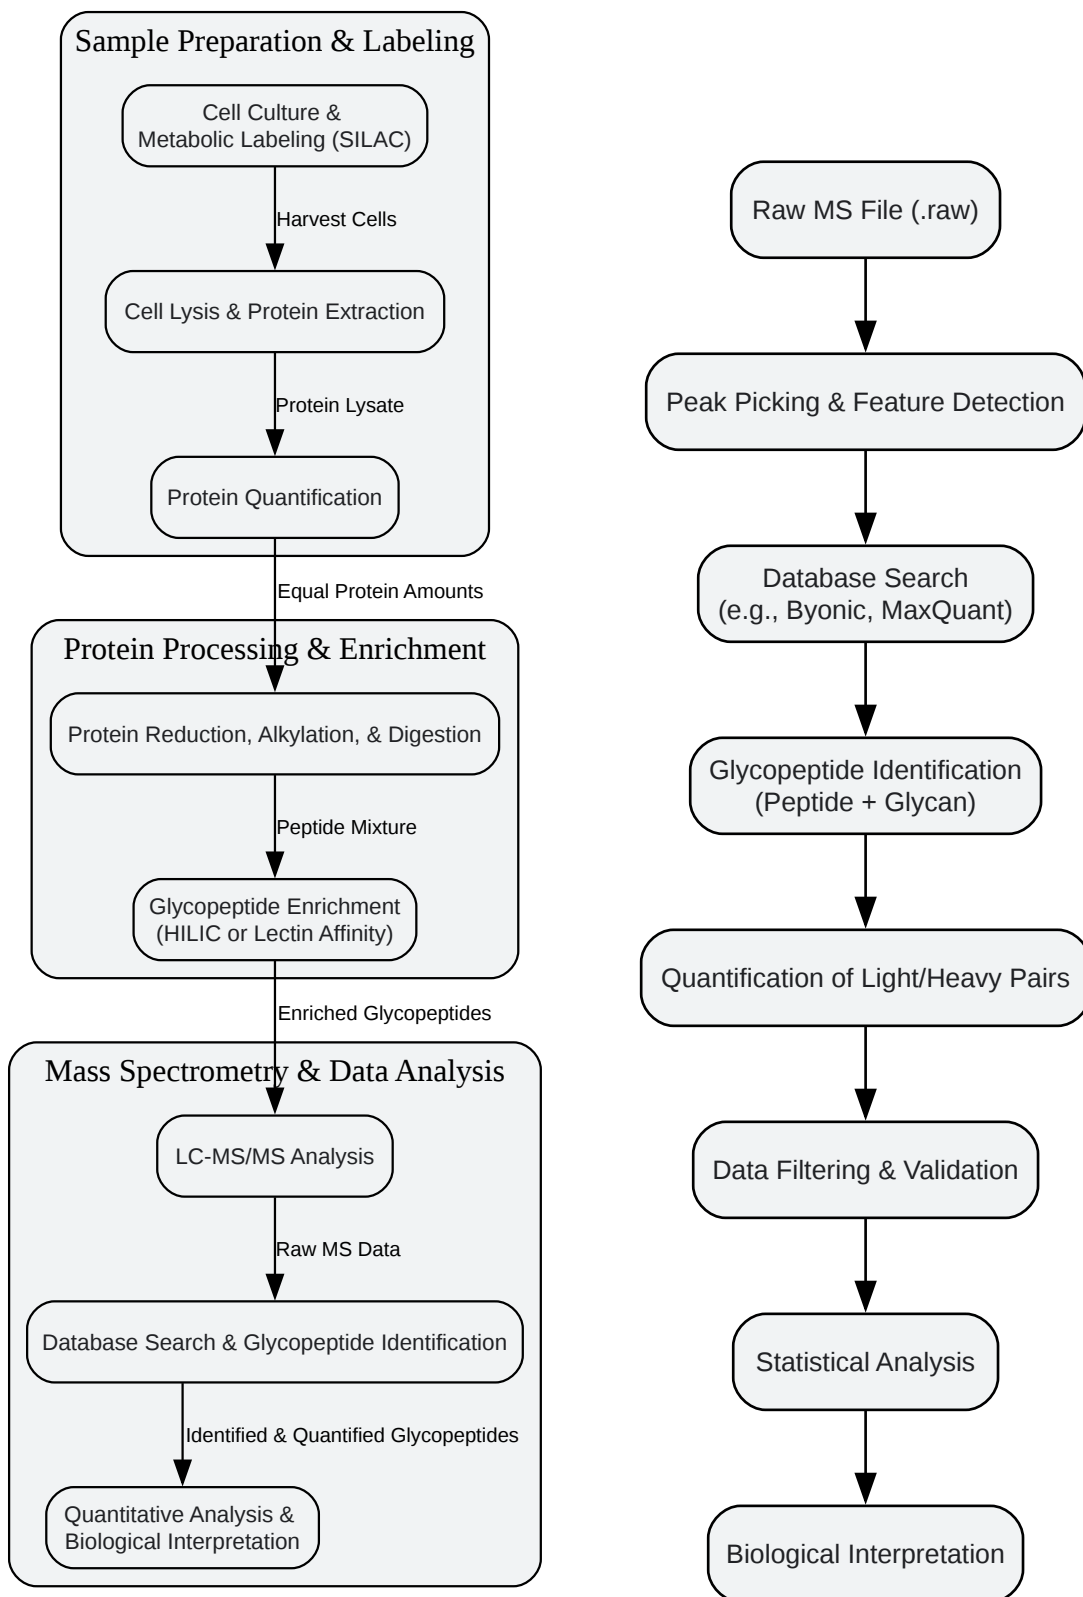 Sample Preparation & Labeling
Cell Culture &
Metabolic Labeling (SILAC)
Harvest Cells
Cell Lysis & Protein Extraction
Protein Lysate
Protein Quantification
Equal Protein Amounts
Protein Processing & Enrichment
Protein Reduction, Alkylation, & Digestion
Peptide Mixture
Glycopeptide Enrichment
(HILIC or Lectin Affinity)
Enriched Glycopeptides
Mass Spectrometry & Data Analysis
LC-MS/MS Analysis
Raw MS Data
Database Search & Glycopeptide Identification
Identified & Quantified Glycopeptides
Quantitative Analysis &
Biological Interpretation
Raw MS File (.raw)
Peak Picking & Feature Detection
Database Search
(e.g., Byonic, MaxQuant)
Glycopeptide Identification
(Peptide + Glycan)
Quantification of Light/Heavy Pairs
Data Filtering & Validation
Statistical Analysis
Biological Interpretation